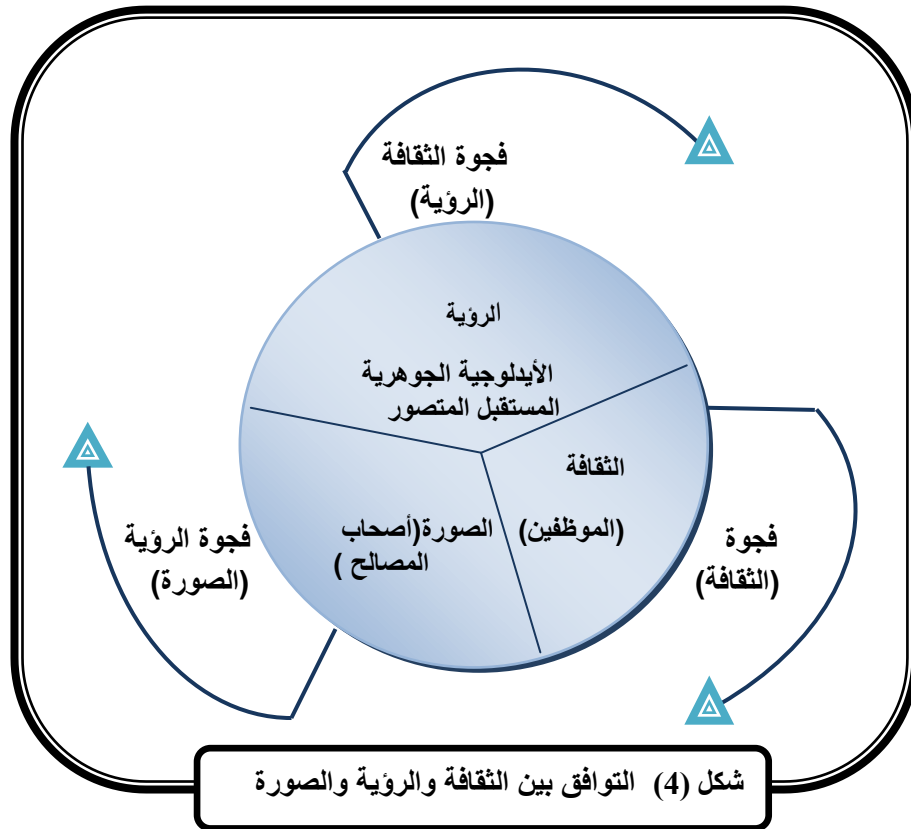 فجوة الثقافة
(الرؤية)
الرؤية
الأيدلوجية الجوهرية
المستقبل المتصور
الثقافة
(الموظفين)
الصورة(أصحاب
المصالح )
فجوة
(الثقافة)
فجوة الرؤية
(الصورة)
شكل (4) التوافق بين الثقافة والرؤية والصورة